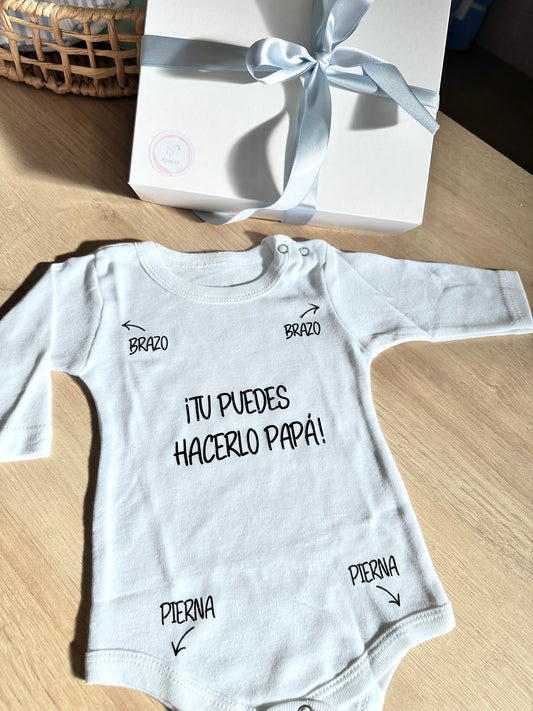 BRAZO
BRAZO
¡TU PUEDES
HACERLO PAPÁ!
PIERNA
PIERNA